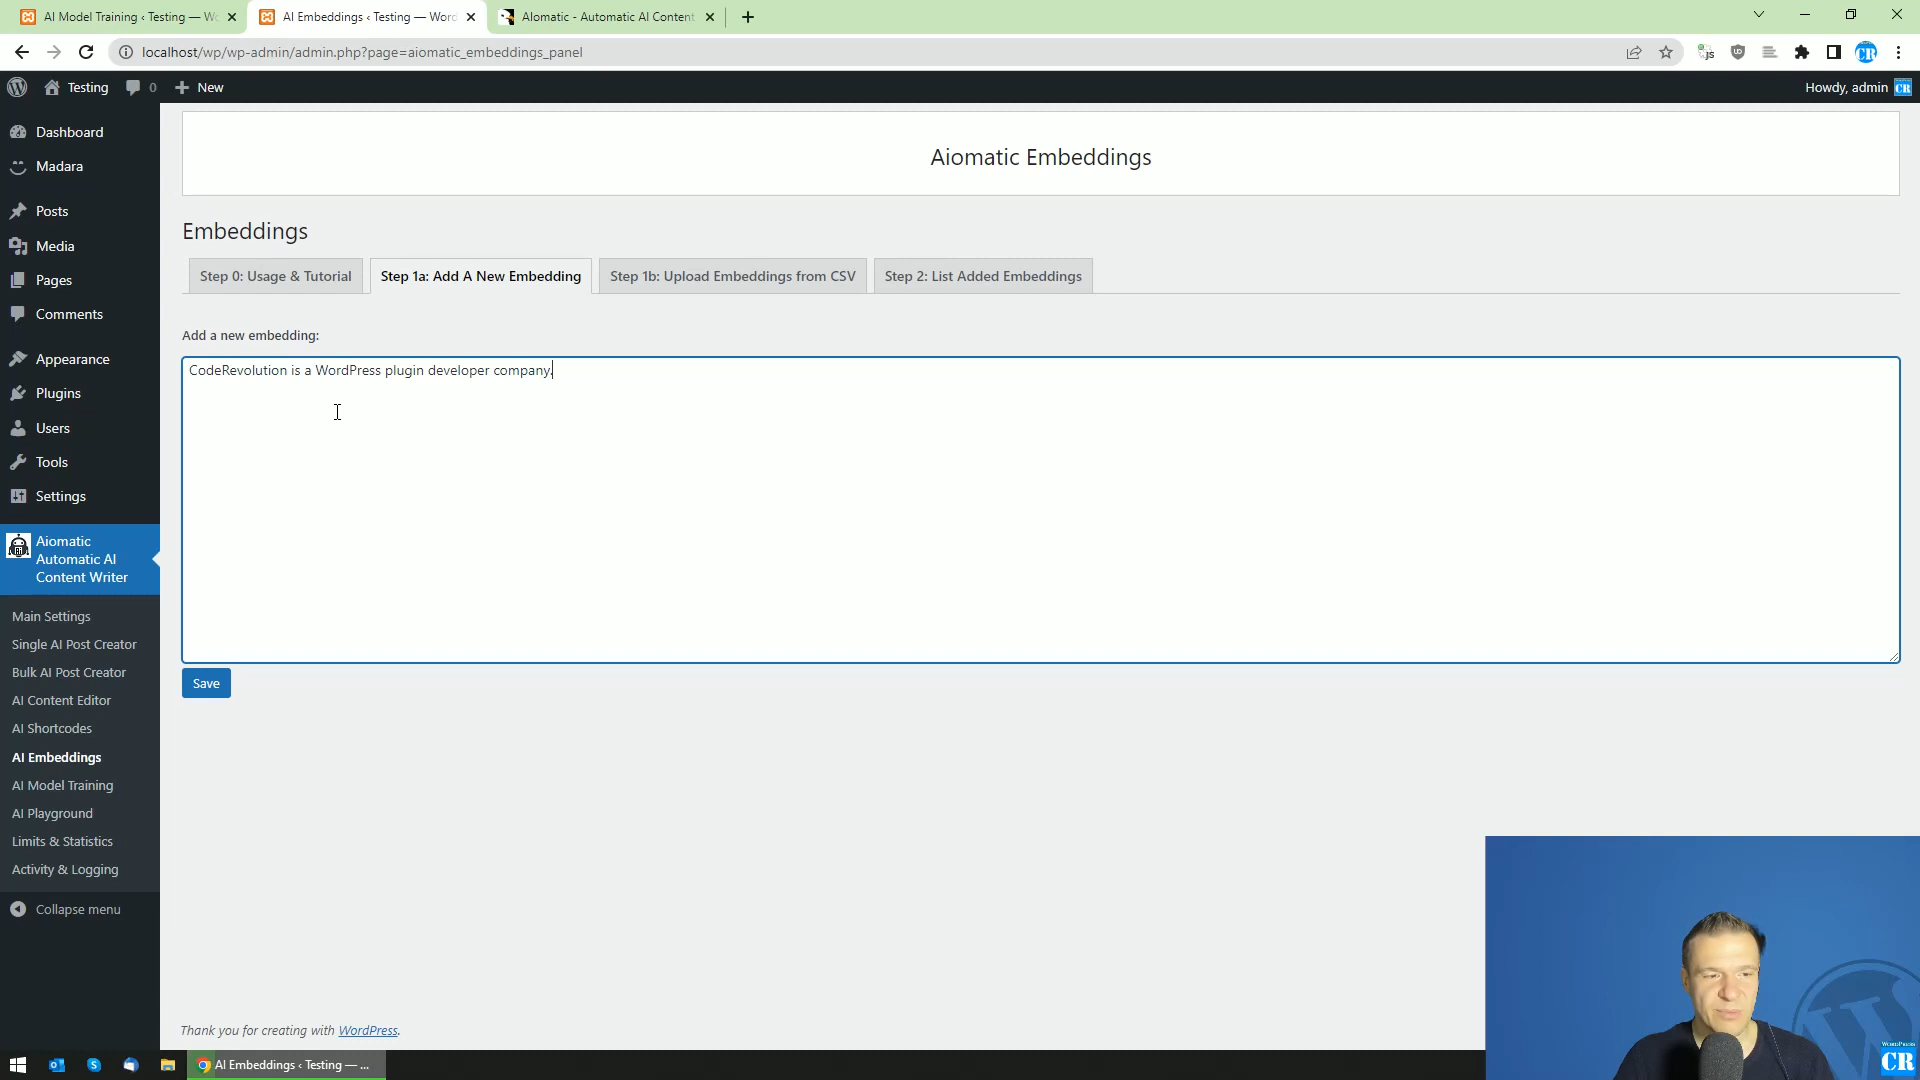 AI Model Training ‹ Testing — Wo
AI Embeddings ‹ Testing — Word
AIomatic - Automatic AI Content
localhost/wp/wp-admin/admin.php?page=aiomatic_embeddings_panel
Testing
0
New
Howdy, admin
CR
Dashboard
Madara
Posts
Media
Pages
Comments
Appearance
Plugins
Users
Tools
Settings
Aiomatic
Automatic AI
Content Writer
Main Settings
Single AI Post Creator
Bulk AI Post Creator
AI Content Editor
AI Shortcodes
AI Embeddings
AI Model Training
AI Playground
Limits & Statistics
Activity & Logging
Collapse menu
Aiomatic Embeddings
Embeddings
Step 0: Usage & Tutorial
Step 1a: Add A New Embedding
Step 1b: Upload Embeddings from CSV
Step 2: List Added Embeddings
Add a new embedding:
CodeRevolution is a WordPress plugin developer company.
Save
Thank you for creating with WordPress.
AI Embeddings ‹ Testing — ...
WORDPRESS
CR